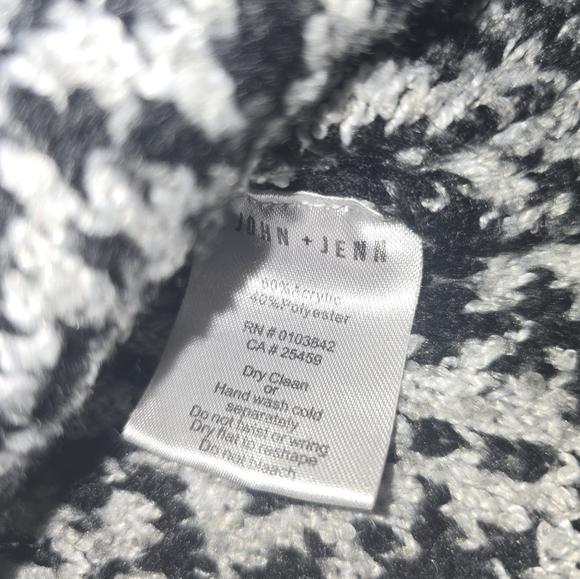 JOHN + JENN
60% Acrylic
40% Polyester
RN # 0103842
CA # 25459
Dry Clean
or
Hand wash cold
separately
Do not twist or wring
Dry flat to reshape
Do not bleach